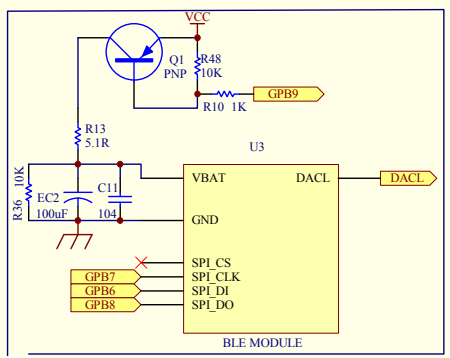 VCC
Q1
PNP
R48
10K
GPB9
R10 1K
R13
5.1R
U3
R36 10K
EC2
100uF
C11
104
VBAT
DACL
DACL
GND
SPI_CS
GPB7
SPI_CLK
GPB6
SPI_DI
GPB8
SPI_DO
BLE MODULE